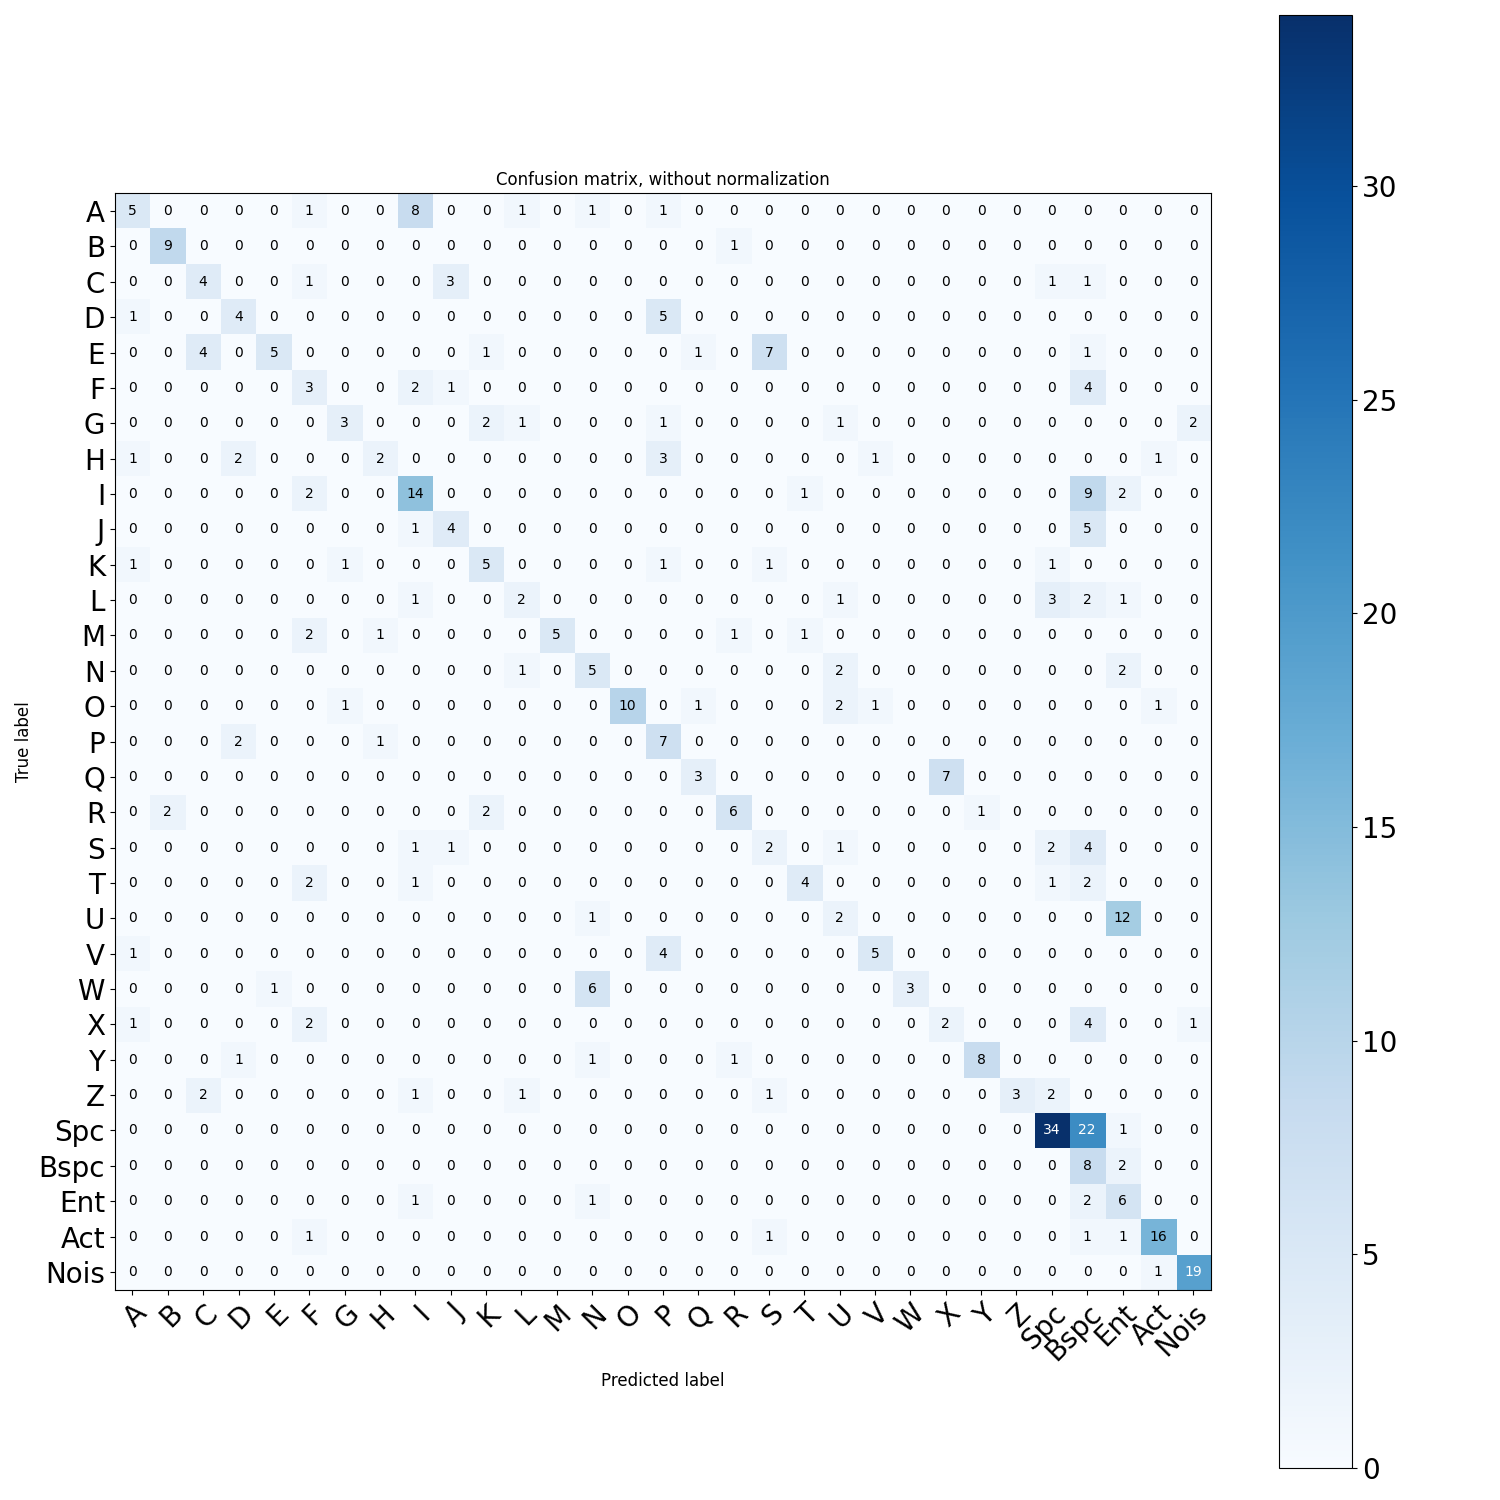 Confusion matrix, without normalization
A 5 0 0 0 0 1 0 0 8 0 0 1 0 1 0 1 0 0 0 0 0 0 0 0 0 0 0 0 0 0 0
B 0 9 0 0 0 0 0 0 0 0 0 0 0 0 0 0 0 1 0 0 0 0 0 0 0 0 0 0 0 0 0
C 0 0 4 0 0 1 0 0 0 3 0 0 0 0 0 0 0 0 0 0 0 0 0 0 0 0 1 1 0 0 0
D 1 0 0 4 0 0 0 0 0 0 0 0 0 0 0 5 0 0 0 0 0 0 0 0 0 0 0 0 0 0 0
E 0 0 4 0 5 0 0 0 0 0 1 0 0 0 0 0 1 0 7 0 0 0 0 0 0 0 0 1 0 0 0
F 0 0 0 0 0 3 0 0 2 1 0 0 0 0 0 0 0 0 0 0 0 0 0 0 0 0 0 4 0 0 0
G 0 0 0 0 0 0 3 0 0 0 2 1 0 0 0 1 0 0 0 0 1 0 0 0 0 0 0 0 0 0 2
H 1 0 0 2 0 0 0 2 0 0 0 0 0 0 0 3 0 0 0 0 0 1 0 0 0 0 0 0 0 1 0
I 0 0 0 0 0 2 0 0 14 0 0 0 0 0 0 0 0 0 0 1 0 0 0 0 0 0 0 9 2 0 0
J 0 0 0 0 0 0 0 0 1 4 0 0 0 0 0 0 0 0 0 0 0 0 0 0 0 0 0 5 0 0 0
K 1 0 0 0 0 0 1 0 0 0 5 0 0 0 0 1 0 0 1 0 0 0 0 0 0 0 1 0 0 0 0
L 0 0 0 0 0 0 0 0 1 0 0 2 0 0 0 0 0 0 0 0 1 0 0 0 0 0 3 2 1 0 0
M 0 0 0 0 0 2 0 1 0 0 0 0 5 0 0 0 0 1 0 1 0 0 0 0 0 0 0 0 0 0 0
N 0 0 0 0 0 0 0 0 0 0 0 1 0 5 0 0 0 0 0 0 2 0 0 0 0 0 0 0 2 0 0
O 0 0 0 0 0 0 1 0 0 0 0 0 0 0 10 0 1 0 0 0 2 1 0 0 0 0 0 0 0 1 0
P 0 0 0 2 0 0 0 1 0 0 0 0 0 0 0 7 0 0 0 0 0 0 0 0 0 0 0 0 0 0 0
Q 0 0 0 0 0 0 0 0 0 0 0 0 0 0 0 0 3 0 0 0 0 0 0 7 0 0 0 0 0 0 0
R 0 2 0 0 0 0 0 0 0 0 2 0 0 0 0 0 0 6 0 0 0 0 0 0 1 0 0 0 0 0 0
S 0 0 0 0 0 0 0 0 1 1 0 0 0 0 0 0 0 0 2 0 1 0 0 0 0 0 2 4 0 0 0
T 0 0 0 0 0 2 0 0 1 0 0 0 0 0 0 0 0 0 0 4 0 0 0 0 0 0 1 2 0 0 0
U 0 0 0 0 0 0 0 0 0 0 0 0 0 1 0 0 0 0 0 0 2 0 0 0 0 0 0 0 12 0 0
V 1 0 0 0 0 0 0 0 0 0 0 0 0 0 0 4 0 0 0 0 0 5 0 0 0 0 0 0 0 0 0
W 0 0 0 0 1 0 0 0 0 0 0 0 0 6 0 0 0 0 0 0 0 0 3 0 0 0 0 0 0 0 0
X 1 0 0 0 0 2 0 0 0 0 0 0 0 0 0 0 0 0 0 0 0 0 0 2 0 0 0 4 0 0 1
Y 0 0 0 1 0 0 0 0 0 0 0 0 0 1 0 0 0 1 0 0 0 0 0 0 8 0 0 0 0 0 0
Z 0 0 2 0 0 0 0 0 1 0 0 1 0 0 0 0 0 0 1 0 0 0 0 0 0 3 2 0 0 0 0
Spc 0 0 0 0 0 0 0 0 0 0 0 0 0 0 0 0 0 0 0 0 0 0 0 0 0 0 34 22 1 0 0
Bspc 0 0 0 0 0 0 0 0 0 0 0 0 0 0 0 0 0 0 0 0 0 0 0 0 0 0 0 8 2 0 0
Ent 0 0 0 0 0 0 0 0 1 0 0 0 0 1 0 0 0 0 0 0 0 0 0 0 0 0 0 2 6 0 0
Act 0 0 0 0 0 1 0 0 0 0 0 0 0 0 0 0 0 0 1 0 0 0 0 0 0 0 0 1 1 16 0
Nois 0 0 0 0 0 0 0 0 0 0 0 0 0 0 0 0 0 0 0 0 0 0 0 0 0 0 0 0 0 1 19
A B C D E F G H I J K L M N O P Q R S T U V W X Y Z Spc Bspc Ent Act Nois
True label
Predicted label
30
25
20
15
10
5
0